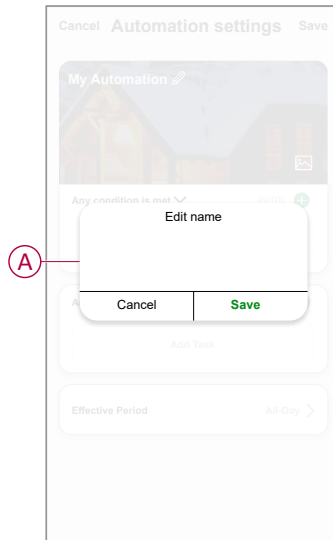 Cancel Automation settings Save
My Automation
Any condition is met
Edit name
A
Cancel Save
A
Add Task
Effective Period All-Day